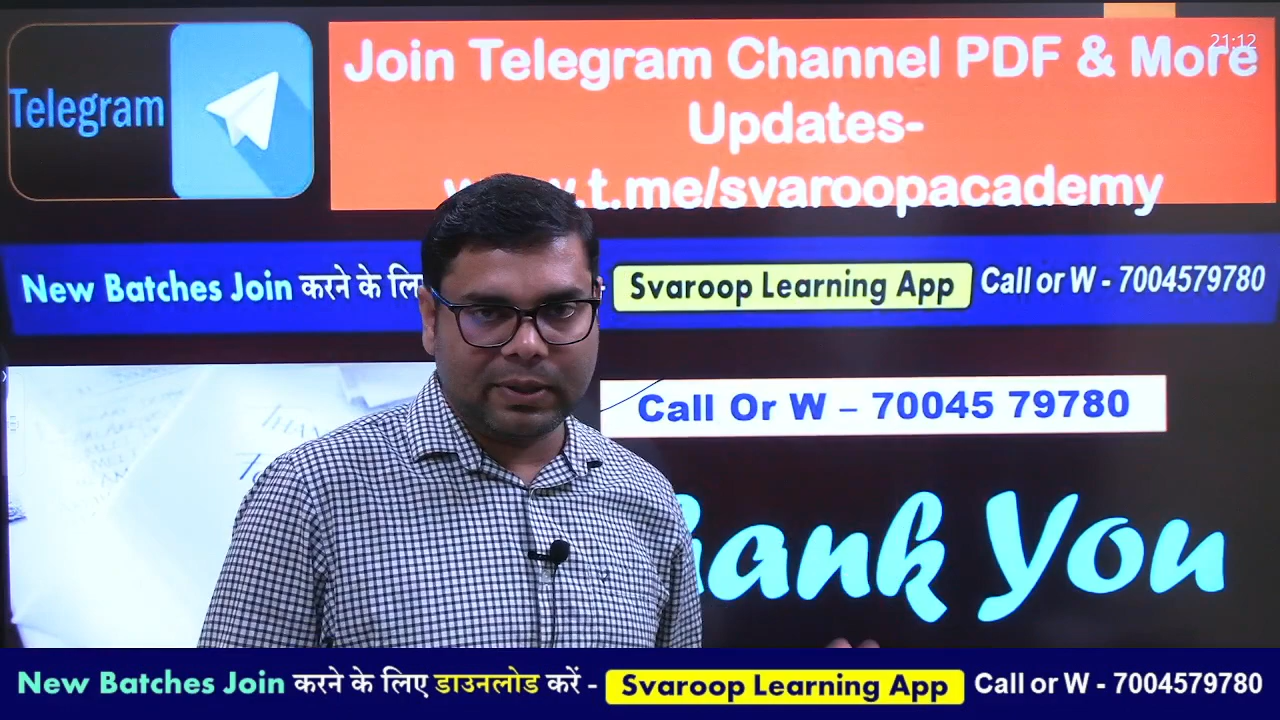 Telegram
Join Telegram Channel PDF & More
21:12
Updates-
t.me/svaroopacademy
New Batches Join करने के
Svaroop Learning App
Call or W - 7004579780
Call Or W – 70045 79780
You
New Batches Join करने के लिए डाउनलोड करें - Svaroop Learning App Call or W - 7004579780